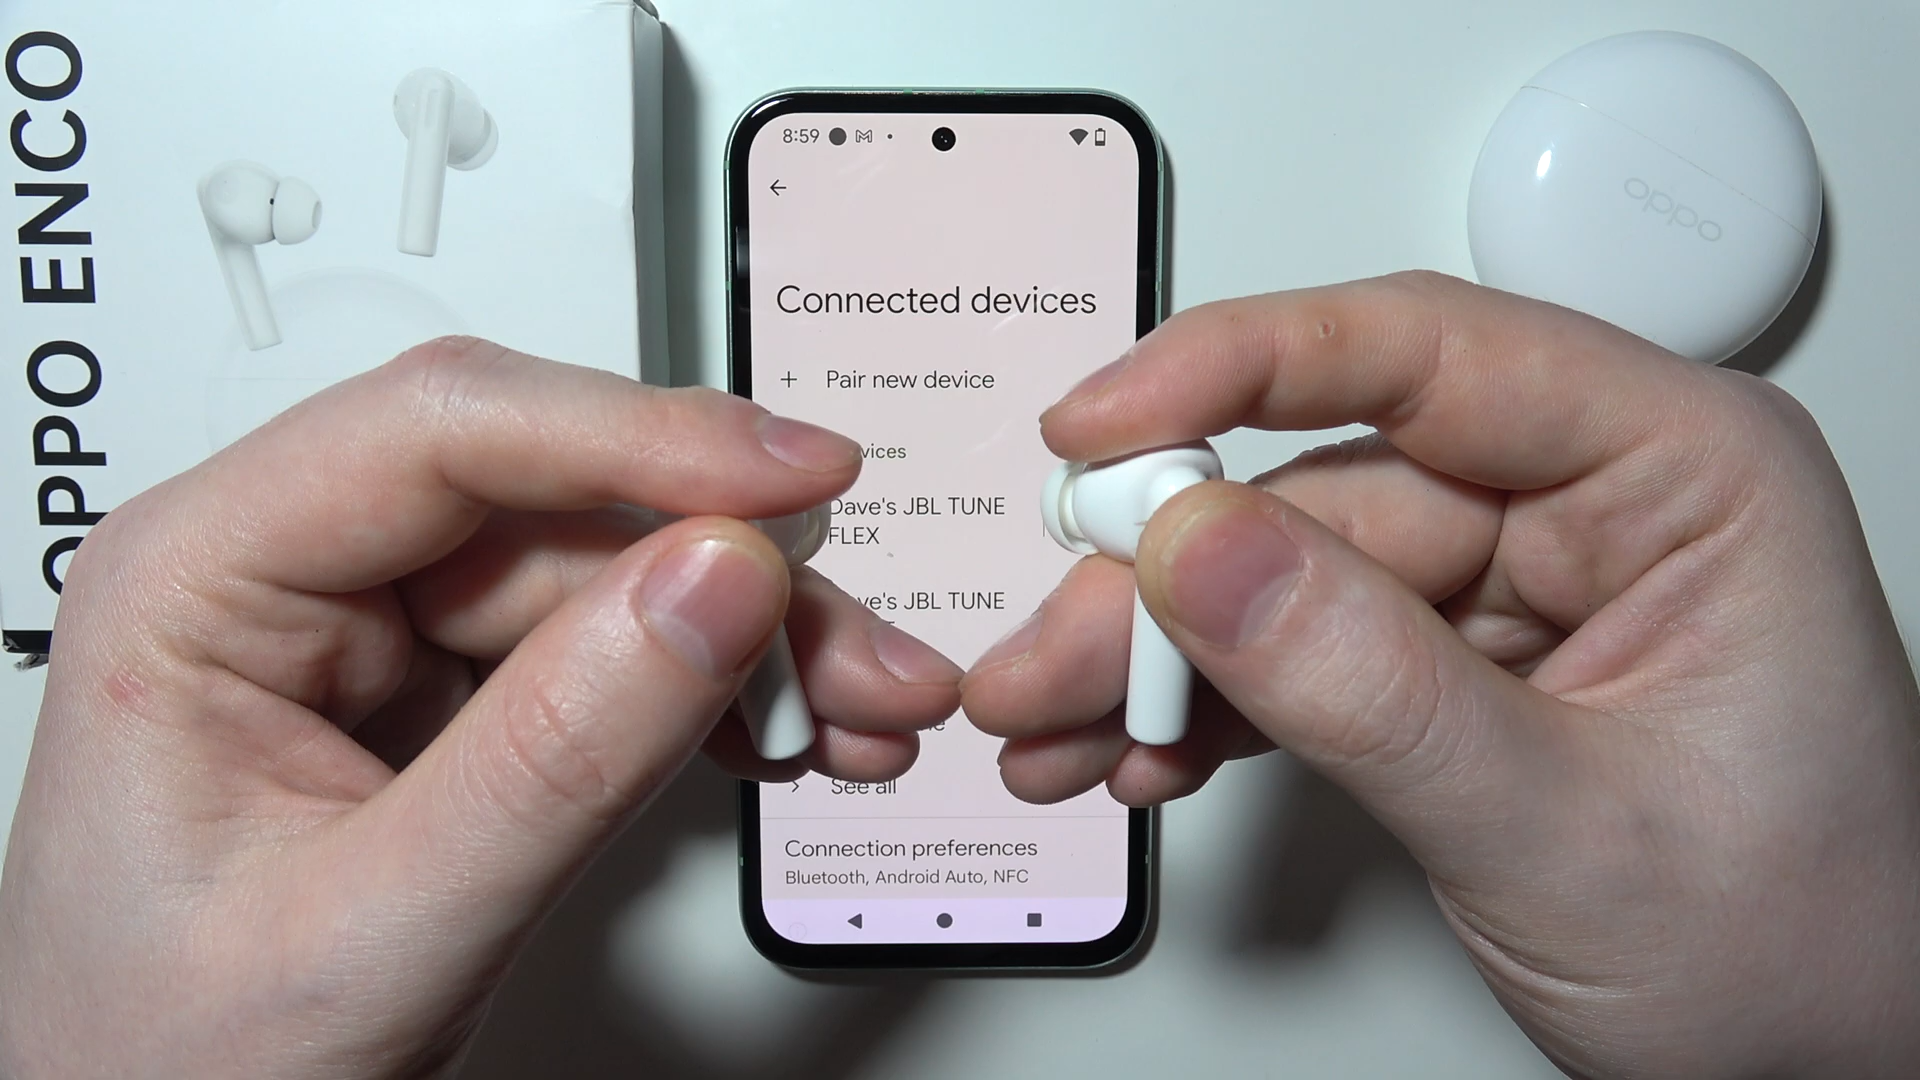 OPPO ENCO
8:59
Connected devices
Pair new device
vices
Dave's JBL TUNE
FLEX
ve's JBL TUNE
See all
Connection preferences
Bluetooth, Android Auto, NFC
oppo